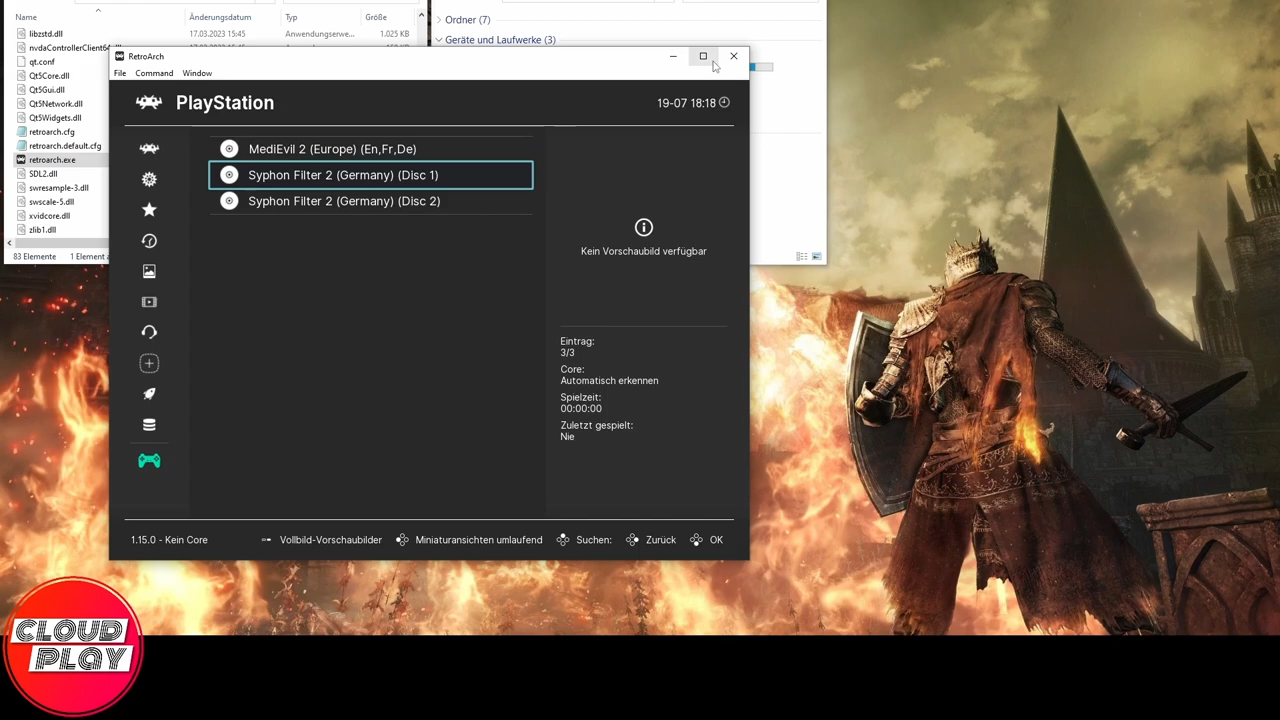 Name
Änderungsdatum
Typ
Größe
libzstd.dll
17.03.2023 15:45
Anwendungserwe...
1.025 KB
nvdaControllerClient64.dll
qt.conf
Qt5Core.dll
Qt5Gui.dll
Qt5Network.dll
Qt5Widgets.dll
retroarch.cfg
retroarch.default.cfg
retroarch.exe
SDL2.dll
swresample-3.dll
swscale-5.dll
xvidcore.dll
zlib1.dll
83 Elemente
1 Element a
Ordner (7)
Geräte und Laufwerke (3)
RetroArch
File
Command
Window
PlayStation
19-07 18:18
MediEvil 2 (Europe) (En,Fr,De)
Syphon Filter 2 (Germany) (Disc 1)
Syphon Filter 2 (Germany) (Disc 2)
Kein Vorschaubild verfügbar
Eintrag:
3/3
Core:
Automatisch erkennen
Spielzeit:
00:00:00
Zuletzt gespielt:
Nie
1.15.0 - Kein Core
Vollbild-Vorschaubilder
Miniaturansichten umlaufend
Suchen:
Zurück
OK
CLOUD
PLAY